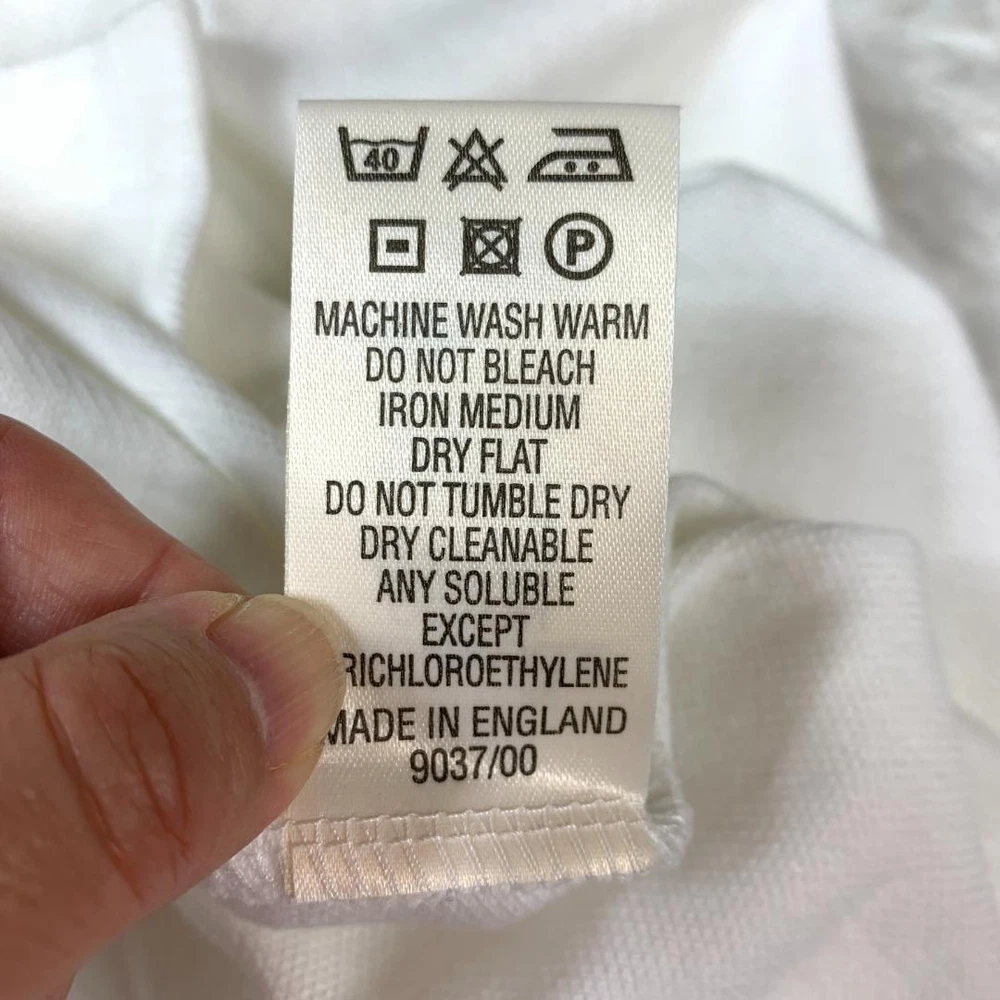 40
P
MACHINE WASH WARM
DO NOT BLEACH
IRON MEDIUM
DRY FLAT
DO NOT TUMBLE DRY
DRY CLEANABLE
ANY SOLUBLE
EXCEPT
RICHLOROETHYLENE
MADE IN ENGLAND
9037/00